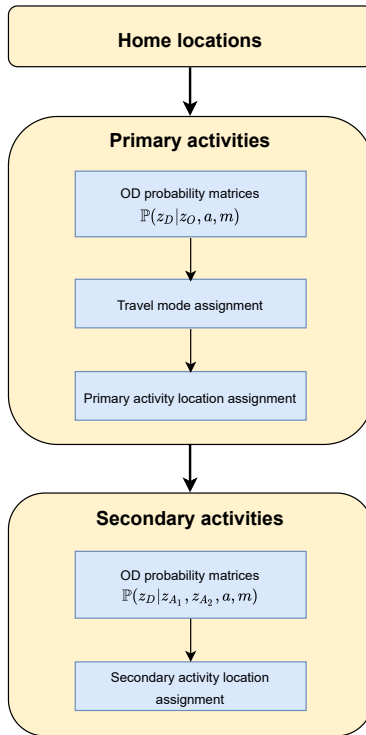 Home locations
Primary activities
OD probability matrices
ℙ(z_D|z_O, a, m)
Travel mode assignment
Primary activity location assignment
Secondary activities
OD probability matrices
ℙ(z_D|z_{A_1}, z_{A_2}, a, m)
Secondary activity location
assignment